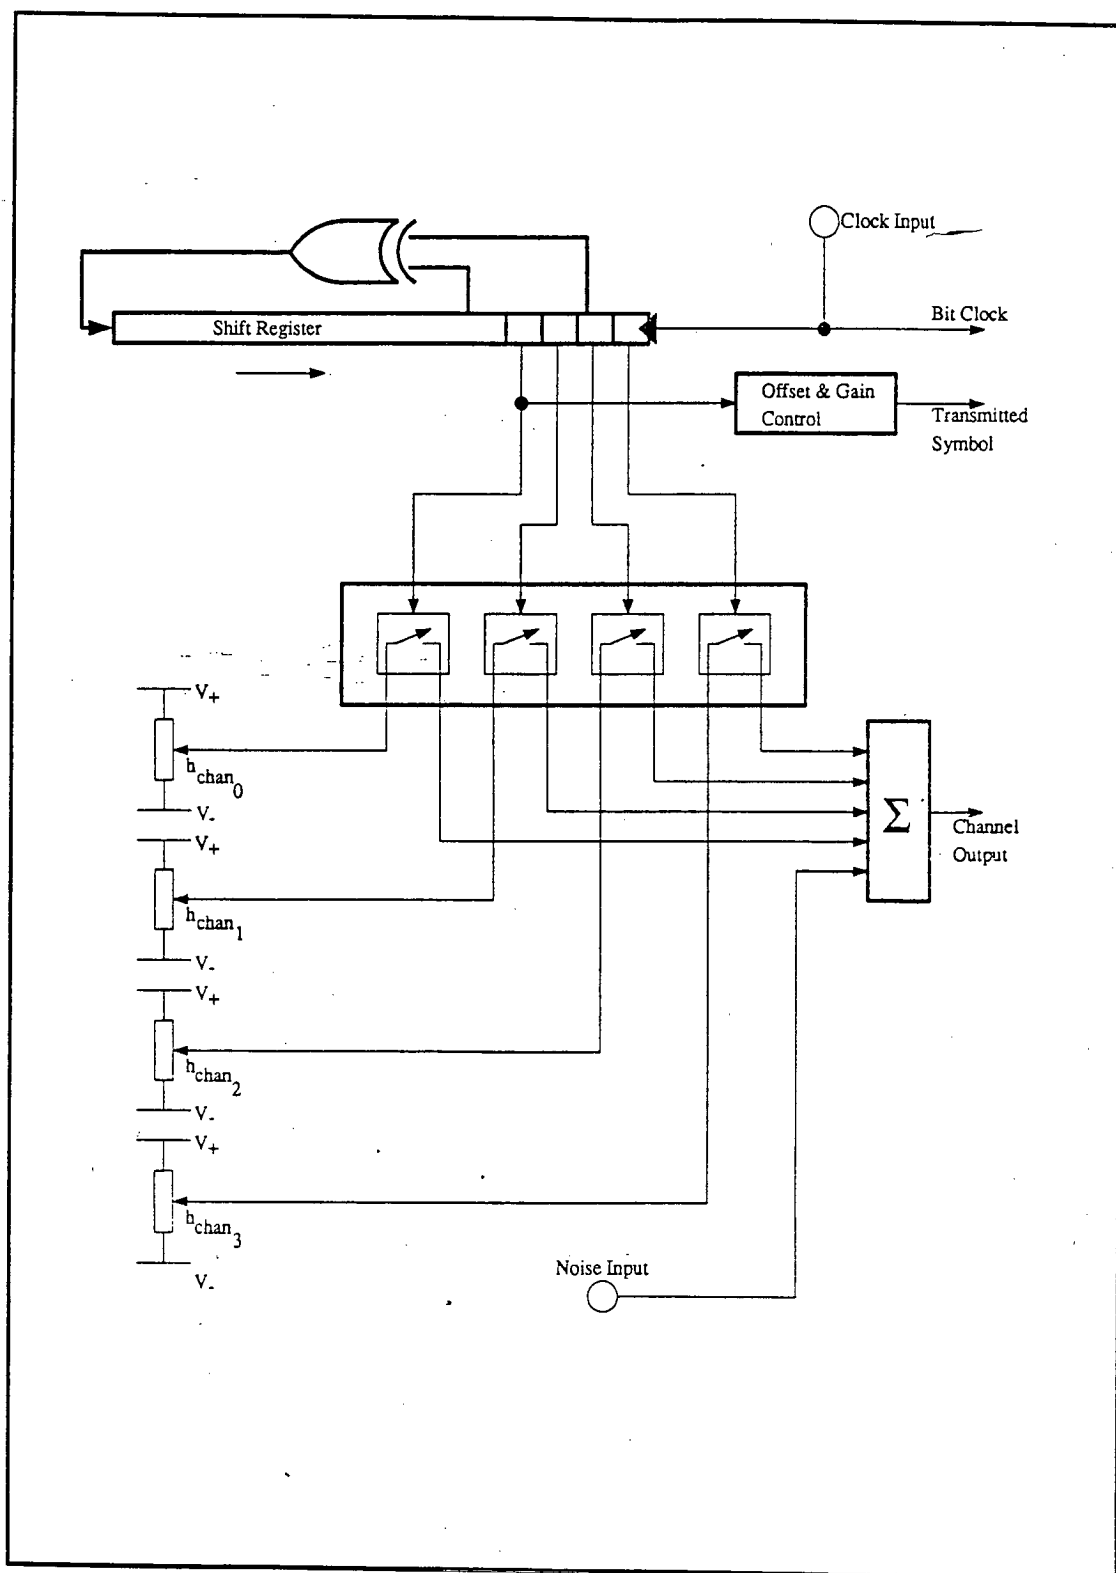 Clock Input
Shift Register
Bit Clock
Offset & Gain
Control
Transmitted
Symbol
V+
hchan0
V-
V+
Σ
Channel
Output
hchan1
V-
V+
hchan2
V-
V+
hchan3
V-
Noise Input